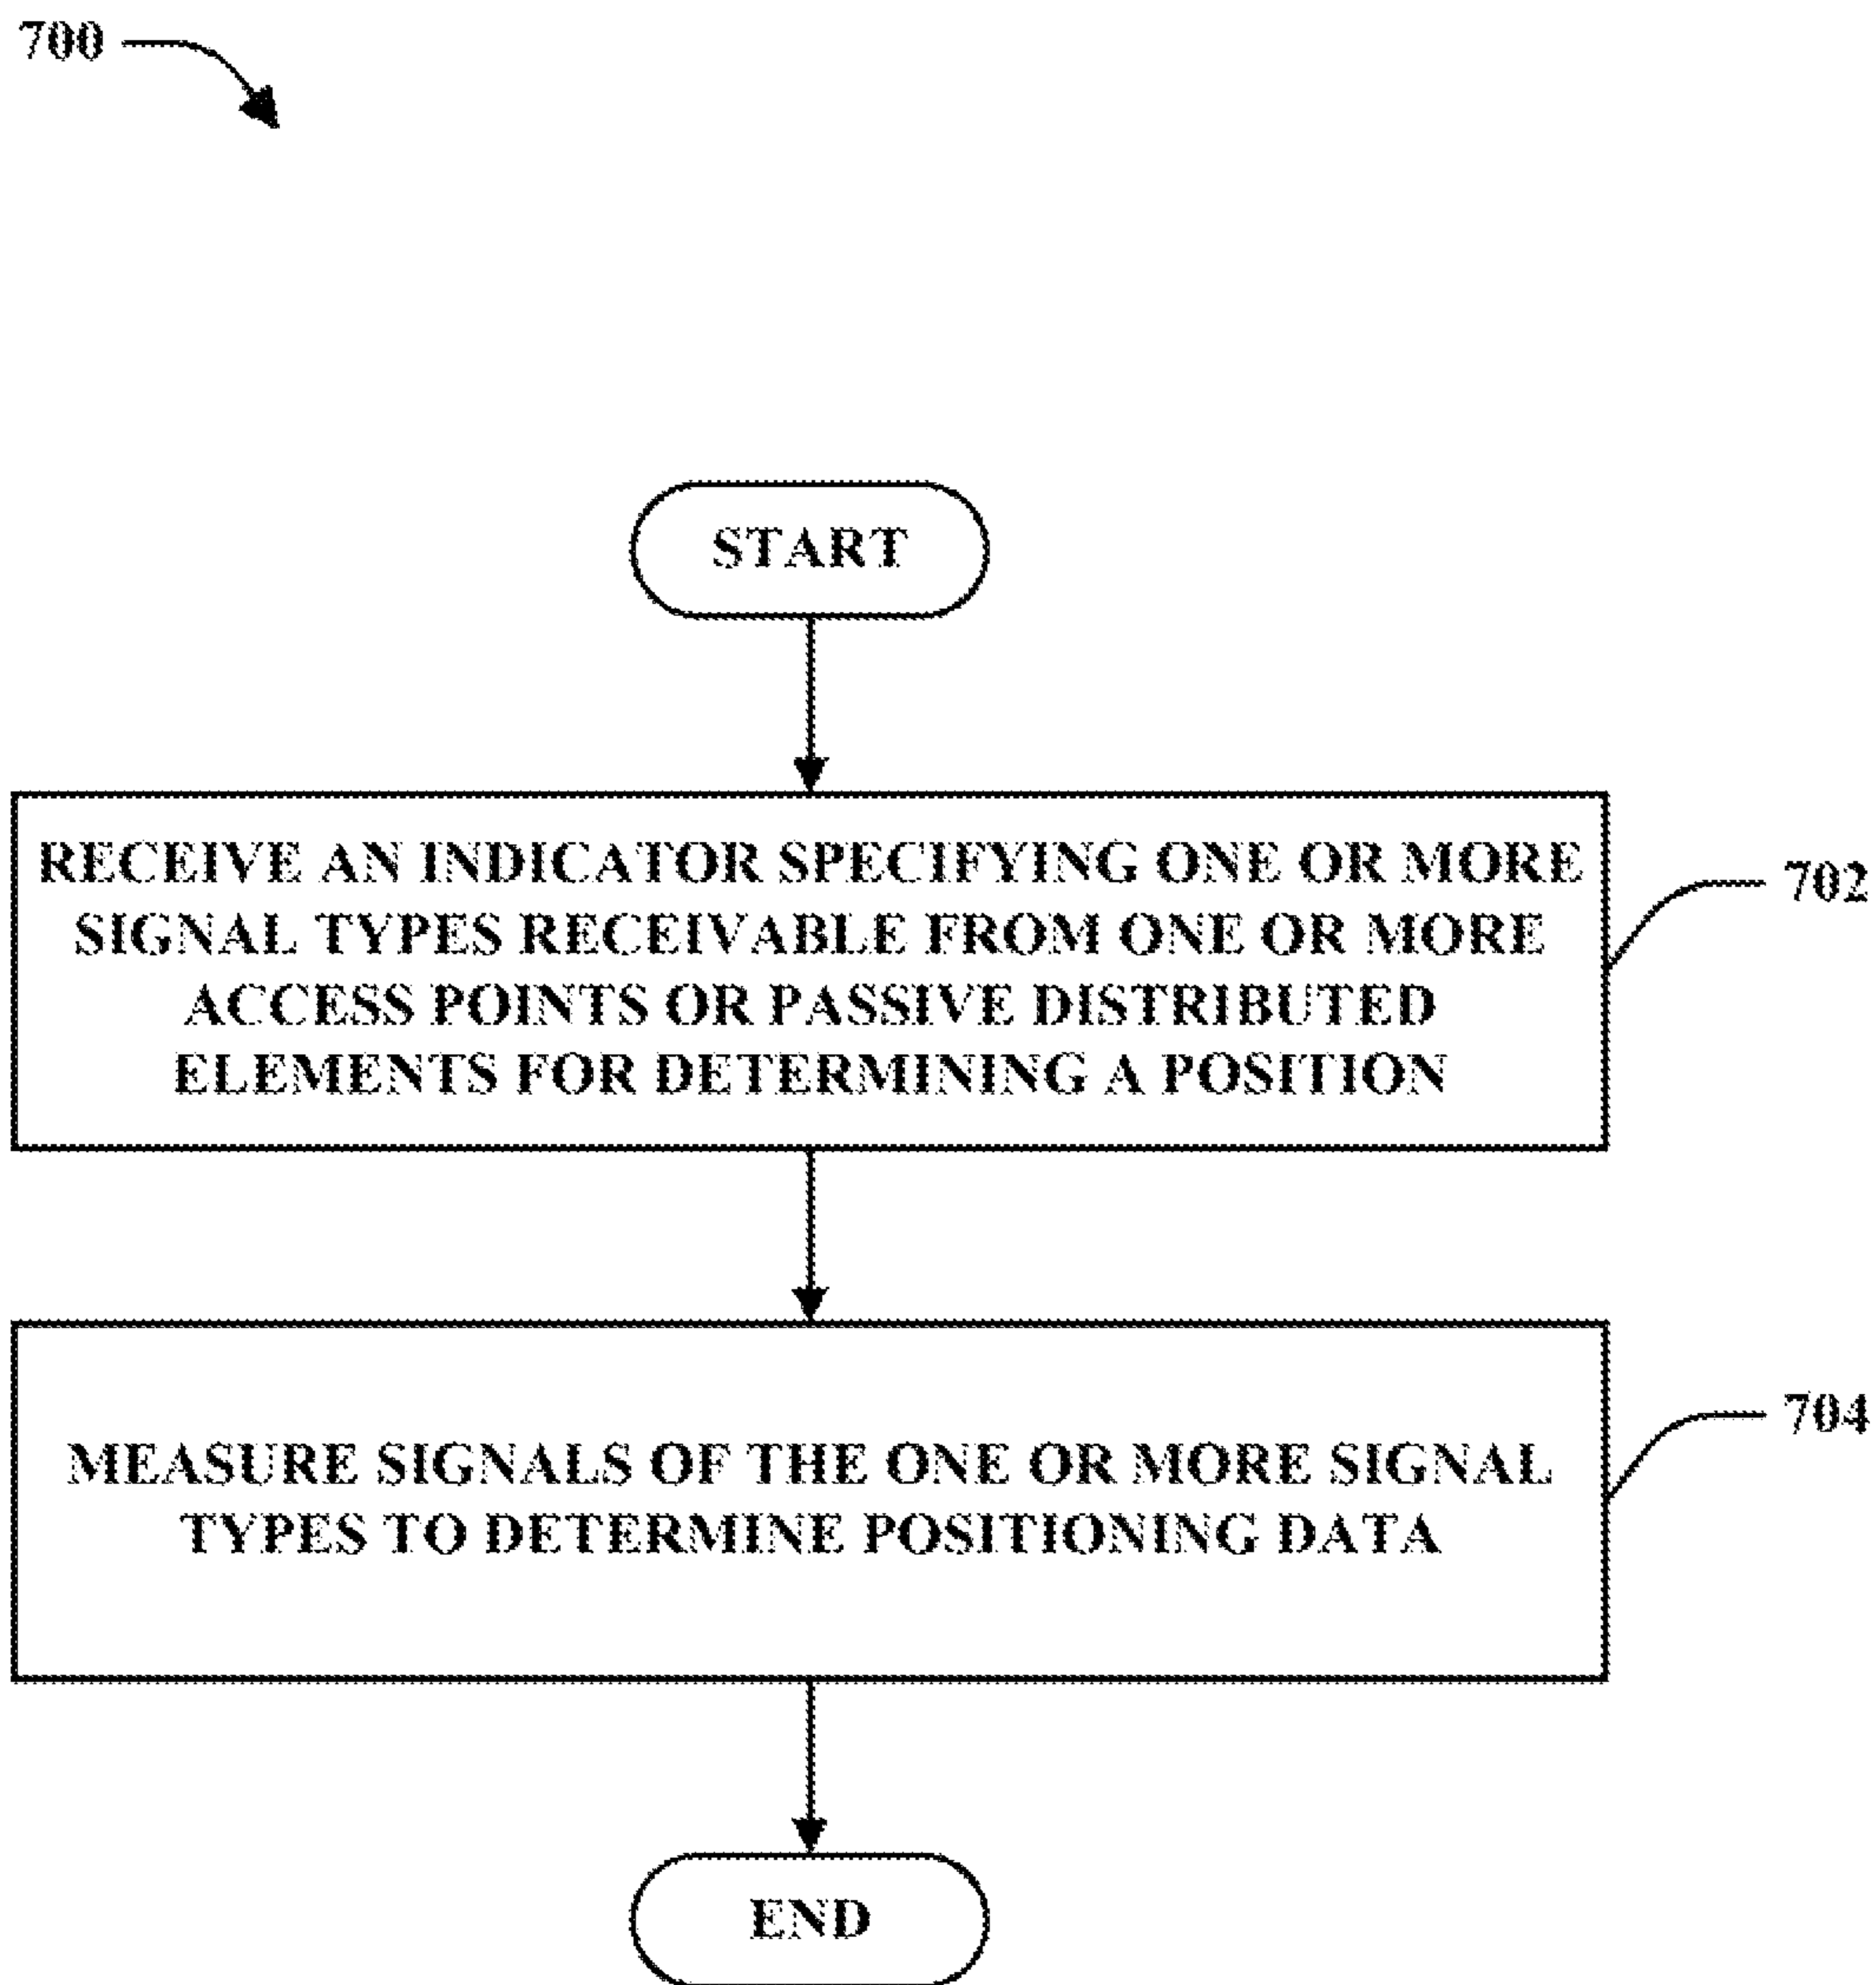 700
START
RECEIVE AN INDICATOR SPECIFYING ONE OR MORE
SIGNAL TYPES RECEIVABLE FROM ONE OR MORE
ACCESS POINTS OR PASSIVE DISTRIBUTED
ELEMENTS FOR DETERMINING A POSITION
702
MEASURE SIGNALS OF THE ONE OR MORE SIGNAL
TYPES TO DETERMINE POSITIONING DATA
704
END